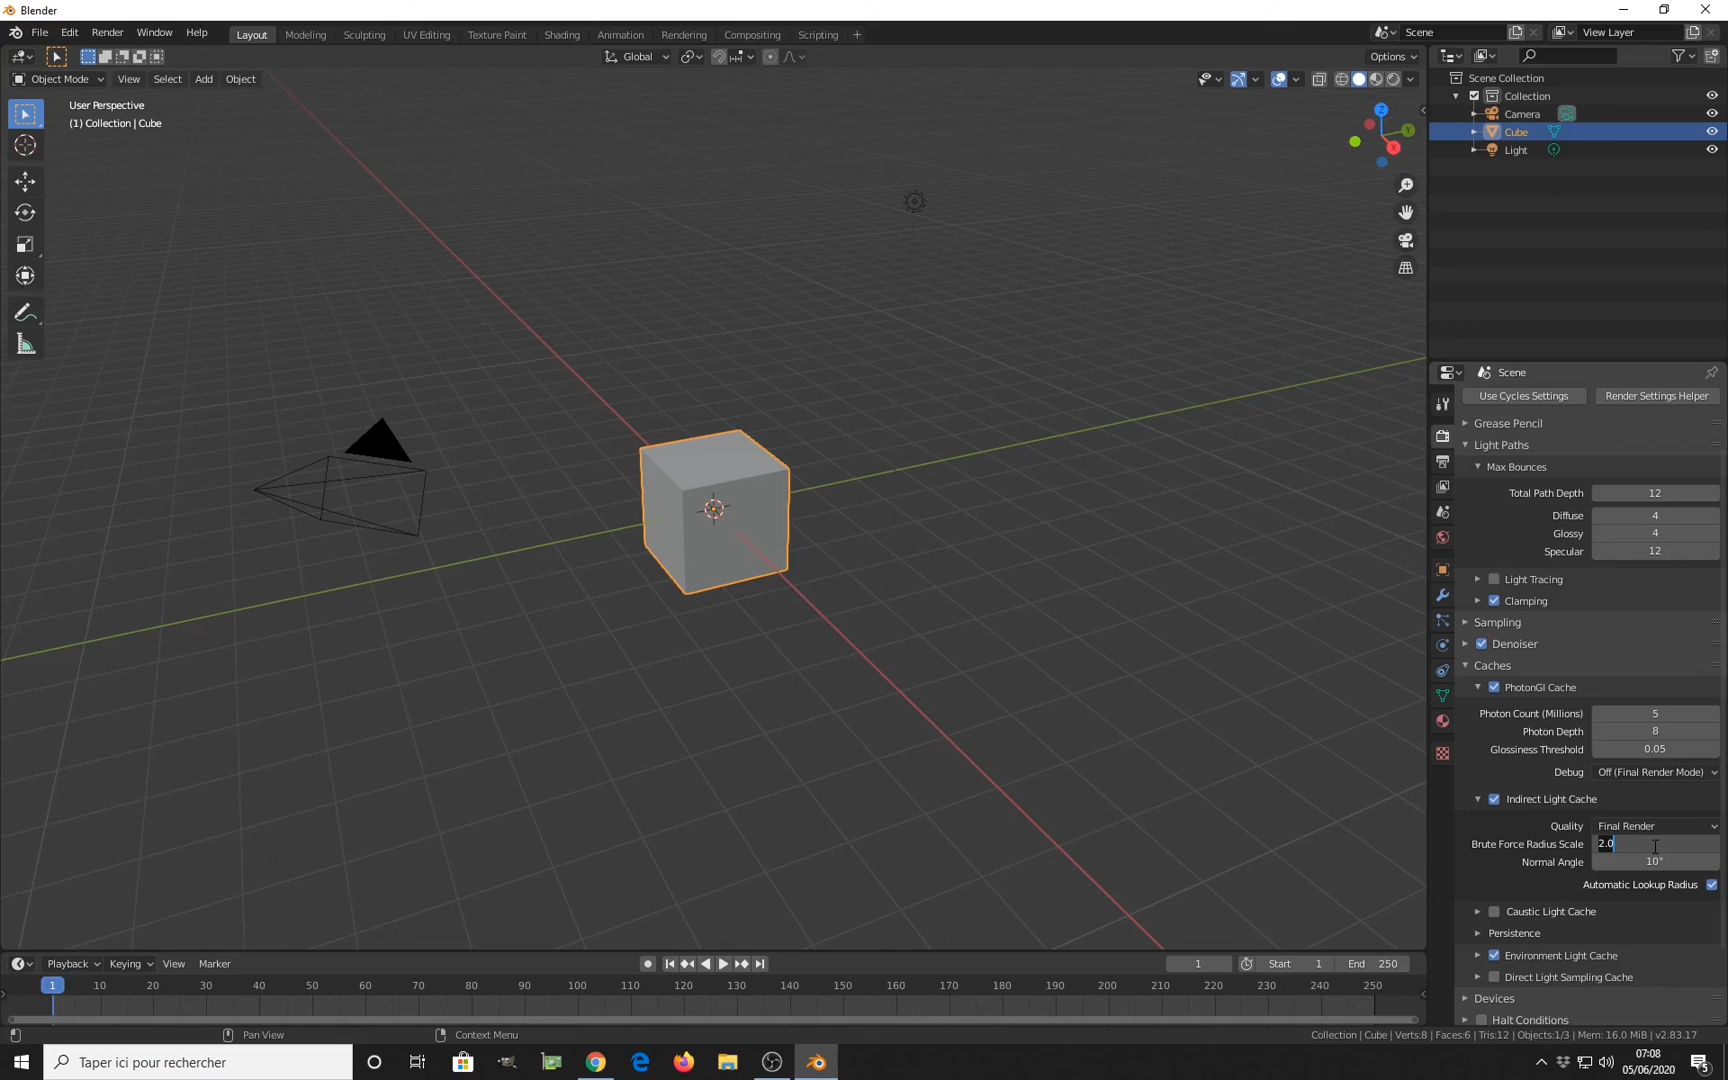 Blender
File Edit Render Window Help Layout Modeling Sculpting UV Editing Texture Paint Shading Animation Rendering Compositing Scripting + Scene View Layer
Global Options
Object Mode View Select Add Object
User Perspective
(1) Collection | Cube
Z
Y
X
Scene Collection
Collection
Camera
Cube
Light
Scene
Use Cycles Settings Render Settings Helper
Grease Pencil
Light Paths
Max Bounces
Total Path Depth 12
Diffuse 4
Glossy 4
Specular 12
Light Tracing
Clamping
Sampling
Denoiser
Caches
PhotonGI Cache
Photon Count (Millions) 5
Photon Depth 8
Glossiness Threshold 0.05
Debug Off (Final Render Mode)
Indirect Light Cache
Quality Final Render
Brute Force Radius Scale 2.0
Normal Angle 10°
Automatic Lookup Radius
Caustic Light Cache
Persistence
Environment Light Cache
Direct Light Sampling Cache
Devices
Halt Conditions
Playback Keying View Marker 1 Start 1 End 250
1 10 20 30 40 50 60 70 80 90 100 110 120 130 140 150 160 170 180 190 200 210 220 230 240 250
Pan View Context Menu Collection | Cube | Verts:8 | Faces:6 | Tris:12 | Objects:1/3 | Mem: 16.0 MiB | v2.83.17
Taper ici pour rechercher
07:08
05/06/2020
5